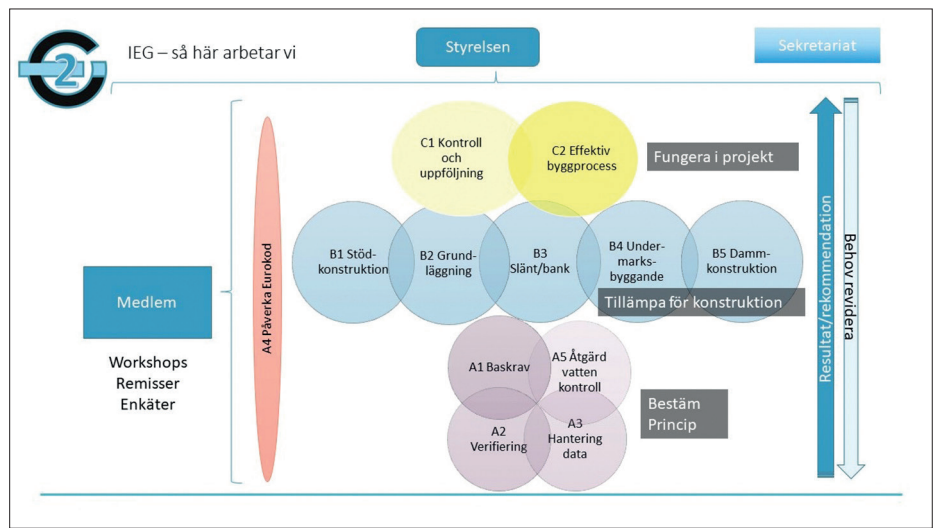 2
IEG – så här arbetar vi
Styrelsen
Sekretariat
C1 Kontroll
och
uppföljning
C2 Effektiv
byggprocess
Fungera i projekt
B1 Stöd-
konstruktion
B2 Grund-
läggning
B3
Slänt/bank
B4 Under-
marks-
byggande
B5 Damm-
konstruktion
Tillämpa för konstruktion
Medlem
Workshops
Remisser
Enkäter
A4 Påverka Eurokod
A1 Baskrav
A5 Åtgärd
vatten
kontroll
A2
Verifiering
A3
Hantering
data
Bestäm
Princip
Resultat/rekommendation
Behov revidera